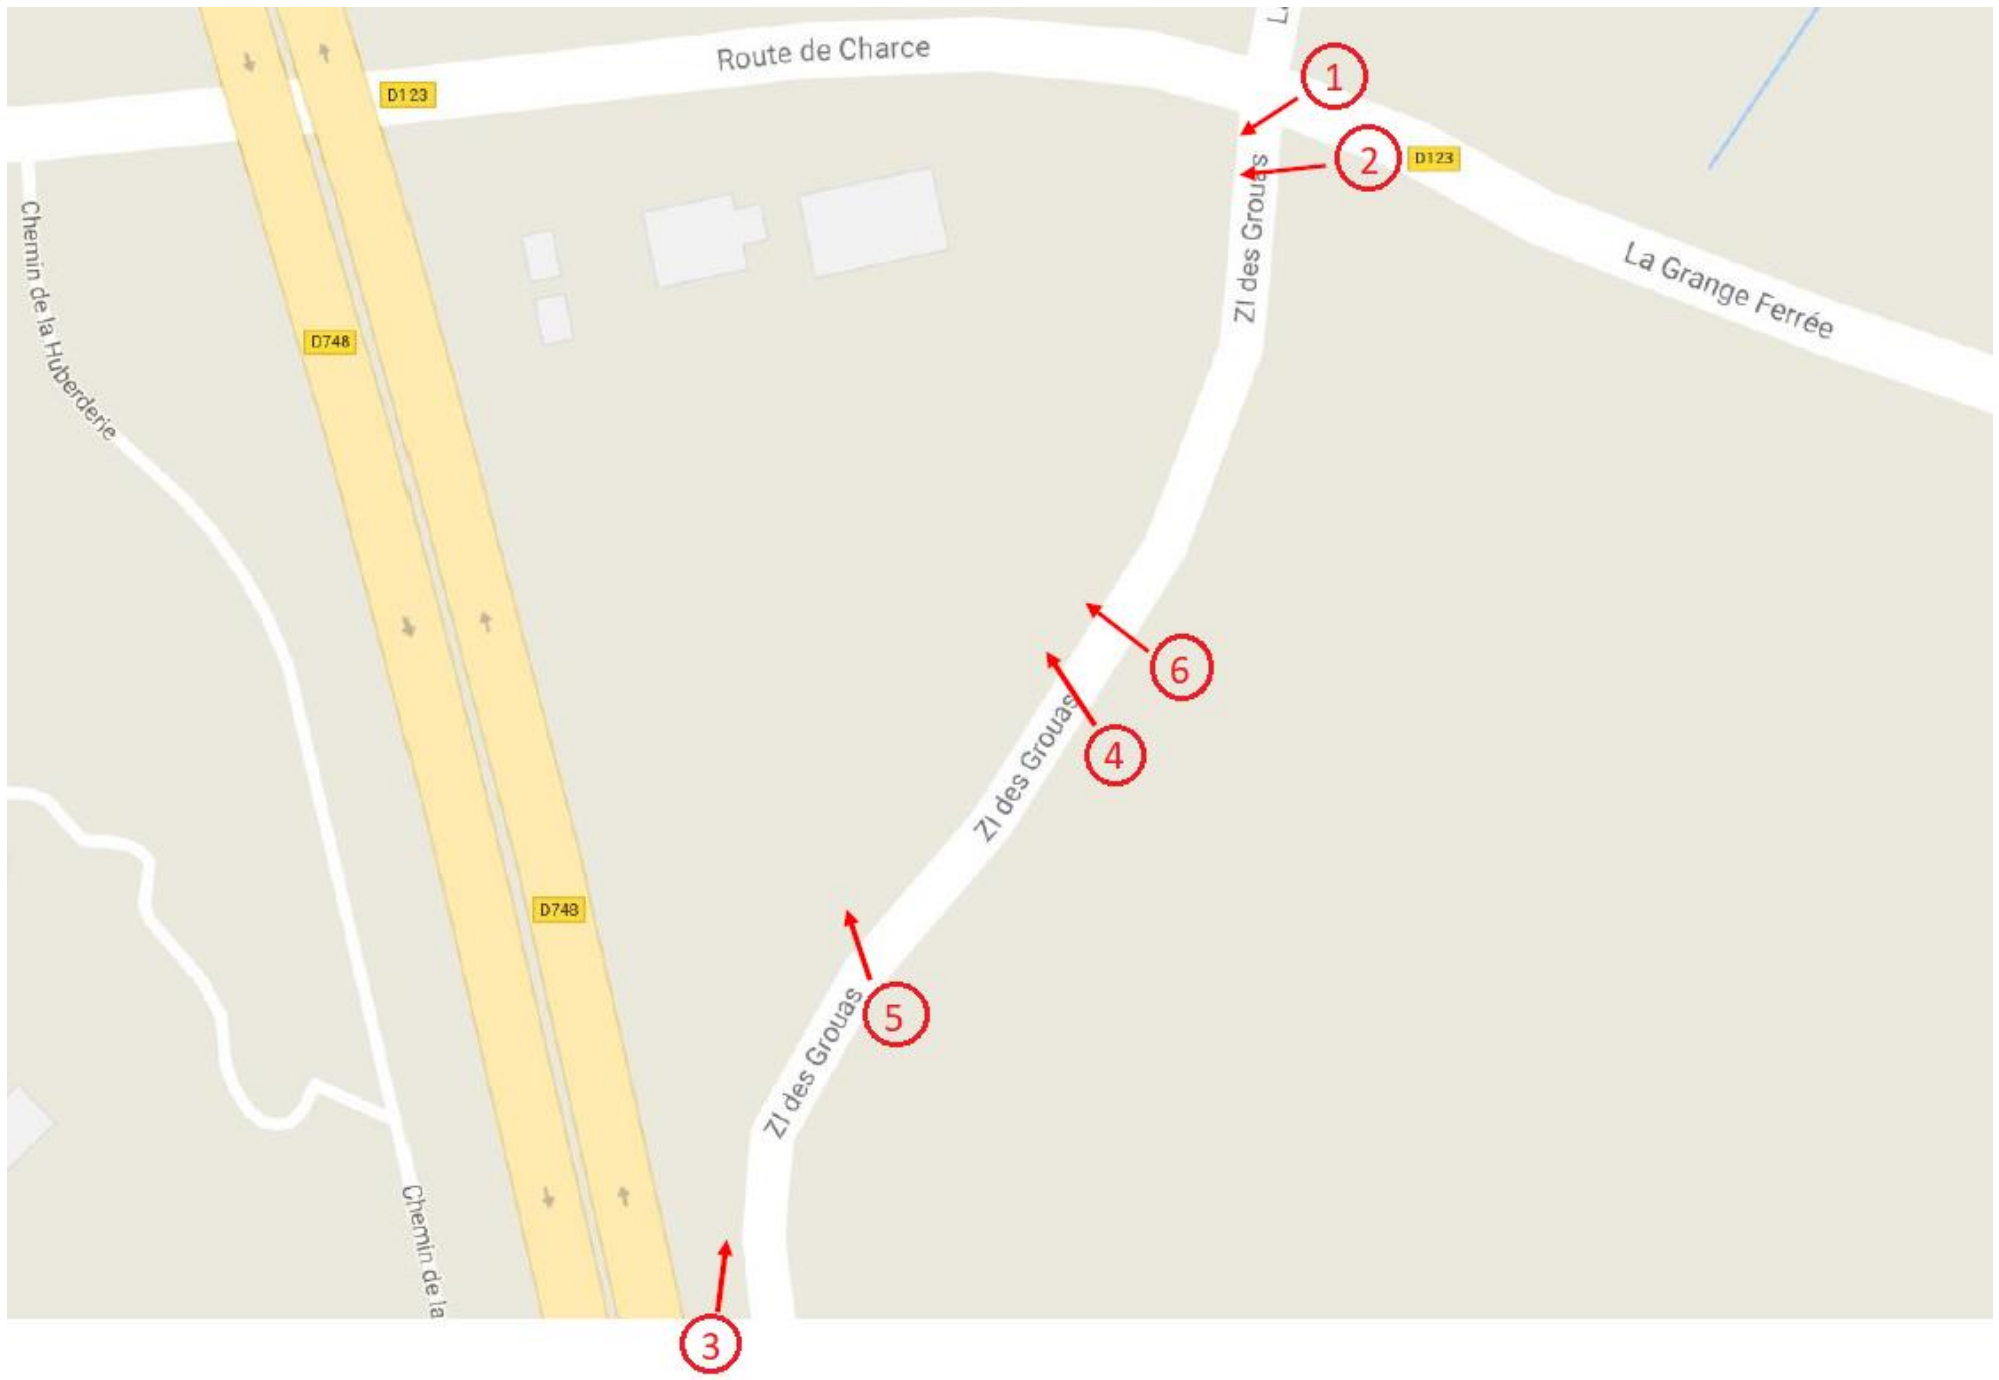 Route de Charce
D123
1
2
D123
ZI des Grouas
La Grange Ferrée
Chemin de la Huberderie
D748
6
ZI des Grouas
4
D748
5
ZI des Grouas
Chemin de la
3